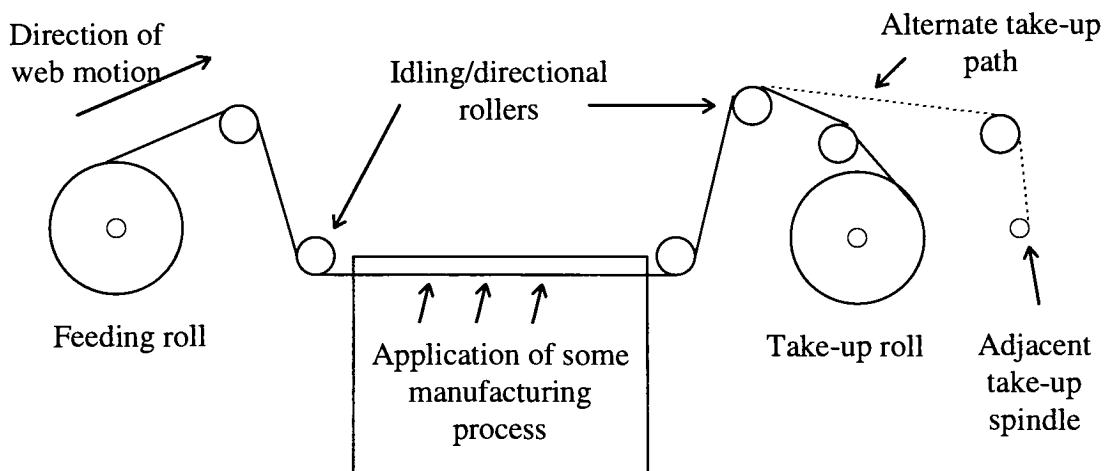 Direction of
web motion
Idling/directional
rollers
Alternate take-up
path
Feeding roll
Application of some
manufacturing
process
Take-up roll
Adjacent
take-up
spindle